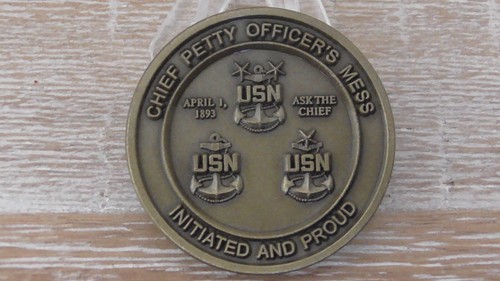 CHIEF PETTY OFFICER'S MESS
APRIL 1,
1893
USN
ASK THE
CHIEF
USN
USN
INITIATED AND PROUD